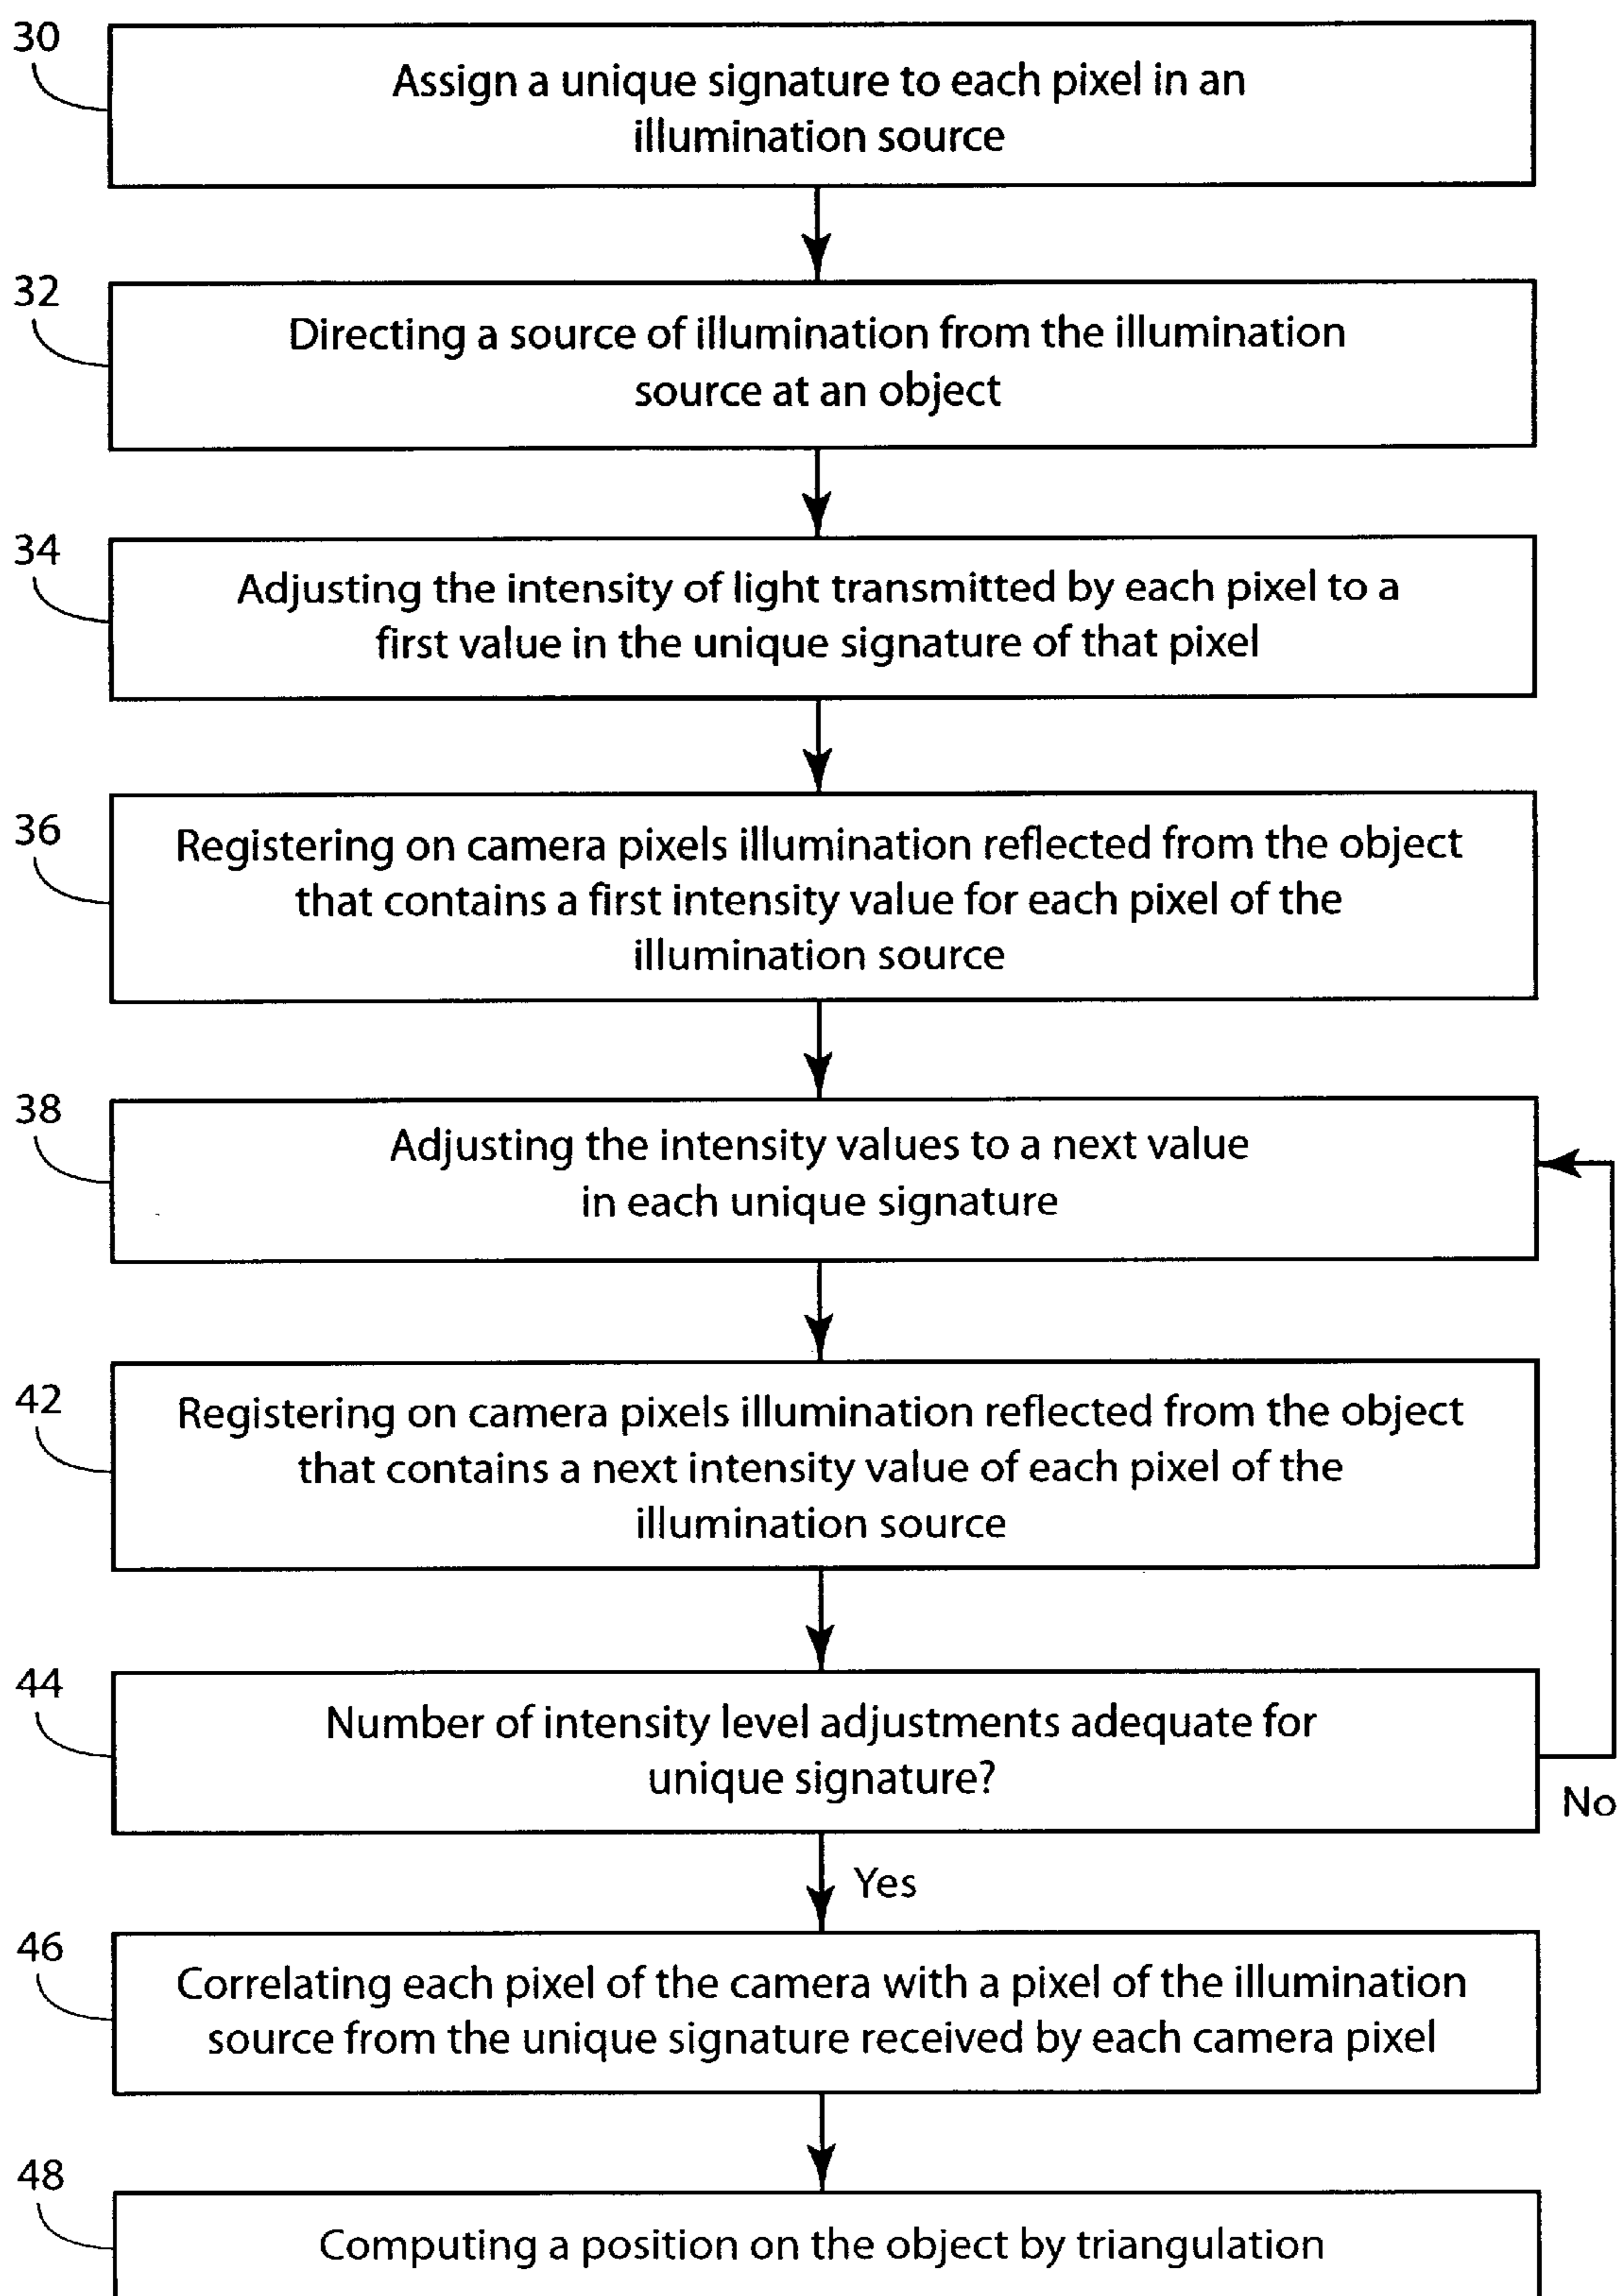 30
Assign a unique signature to each pixel in an
illumination source
32
Directing a source of illumination from the illumination
source at an object
34
Adjusting the intensity of light transmitted by each pixel to a
first value in the unique signature of that pixel
36
Registering on camera pixels illumination reflected from the object
that contains a first intensity value for each pixel of the
illumination source
38
Adjusting the intensity values to a next value
in each unique signature
42
Registering on camera pixels illumination reflected from the object
that contains a next intensity value of each pixel of the
illumination source
44
Number of intensity level adjustments adequate for
unique signature?
No
Yes
46
Correlating each pixel of the camera with a pixel of the illumination
source from the unique signature received by each camera pixel
48
Computing a position on the object by triangulation